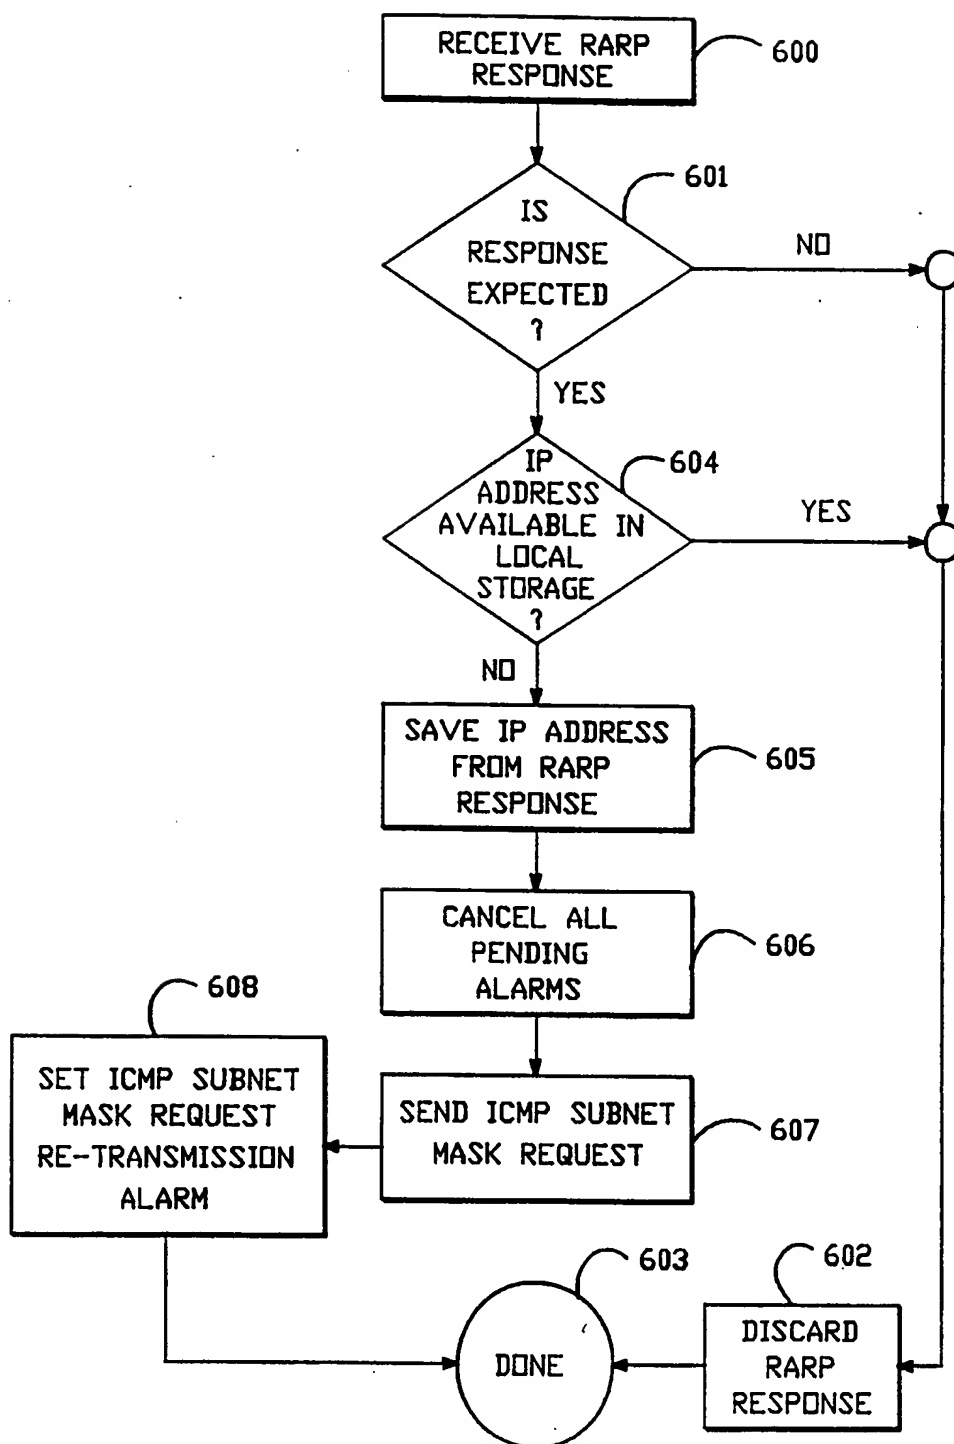 RECEIVE RARP
RESPONSE
600
IS
RESPONSE
EXPECTED
?
601
NO
YES
IP
ADDRESS
AVAILABLE IN
LOCAL
STORAGE
?
604
YES
NO
SAVE IP ADDRESS
FROM RARP
RESPONSE
605
CANCEL ALL
PENDING
ALARMS
606
608
SET ICMP SUBNET
MASK REQUEST
RE-TRANSMISSION
ALARM
SEND ICMP SUBNET
MASK REQUEST
607
603
DONE
602
DISCARD
RARP
RESPONSE